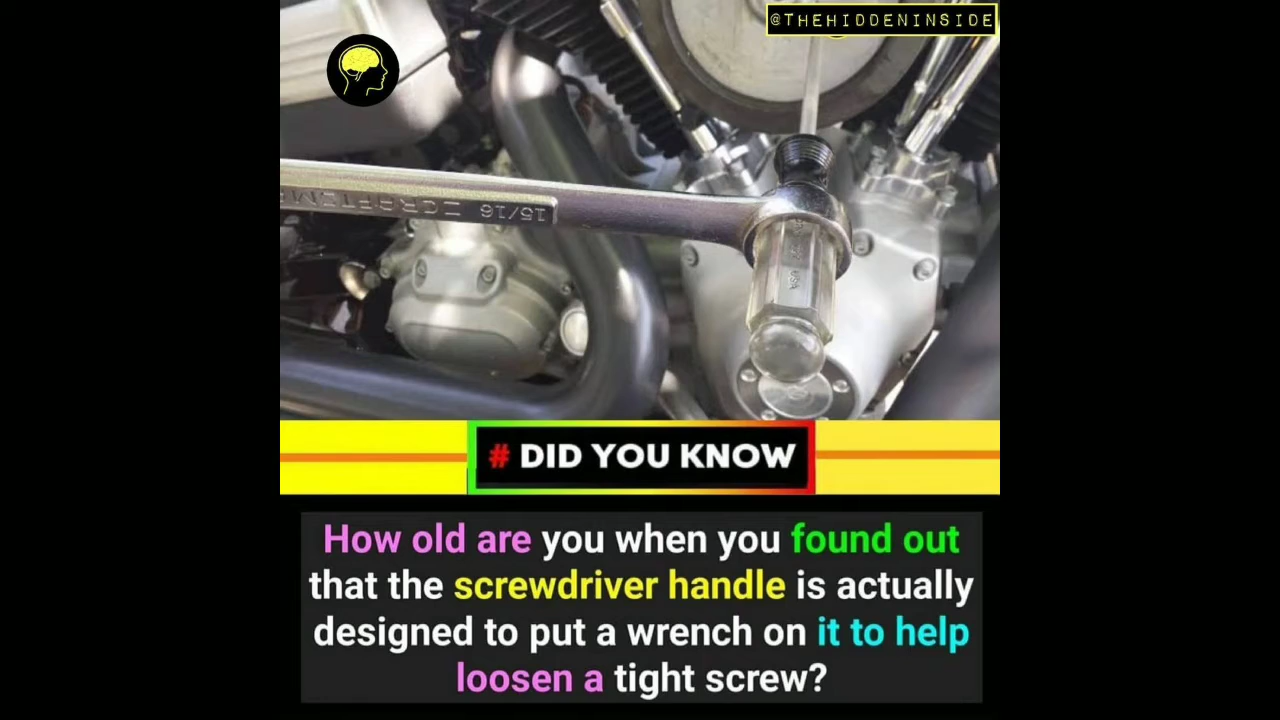 @THEHIDDENINSIDE
15/16
USA
# DID YOU KNOW
How old are you when you found out
that the screwdriver handle is actually
designed to put a wrench on it to help
loosen a tight screw?